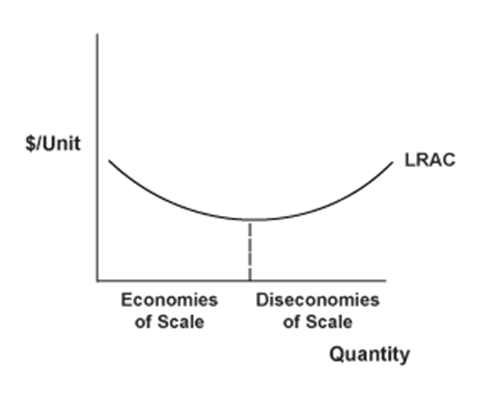 $/Unit
LRAC
Economies
of Scale
Diseconomies
of Scale
Quantity